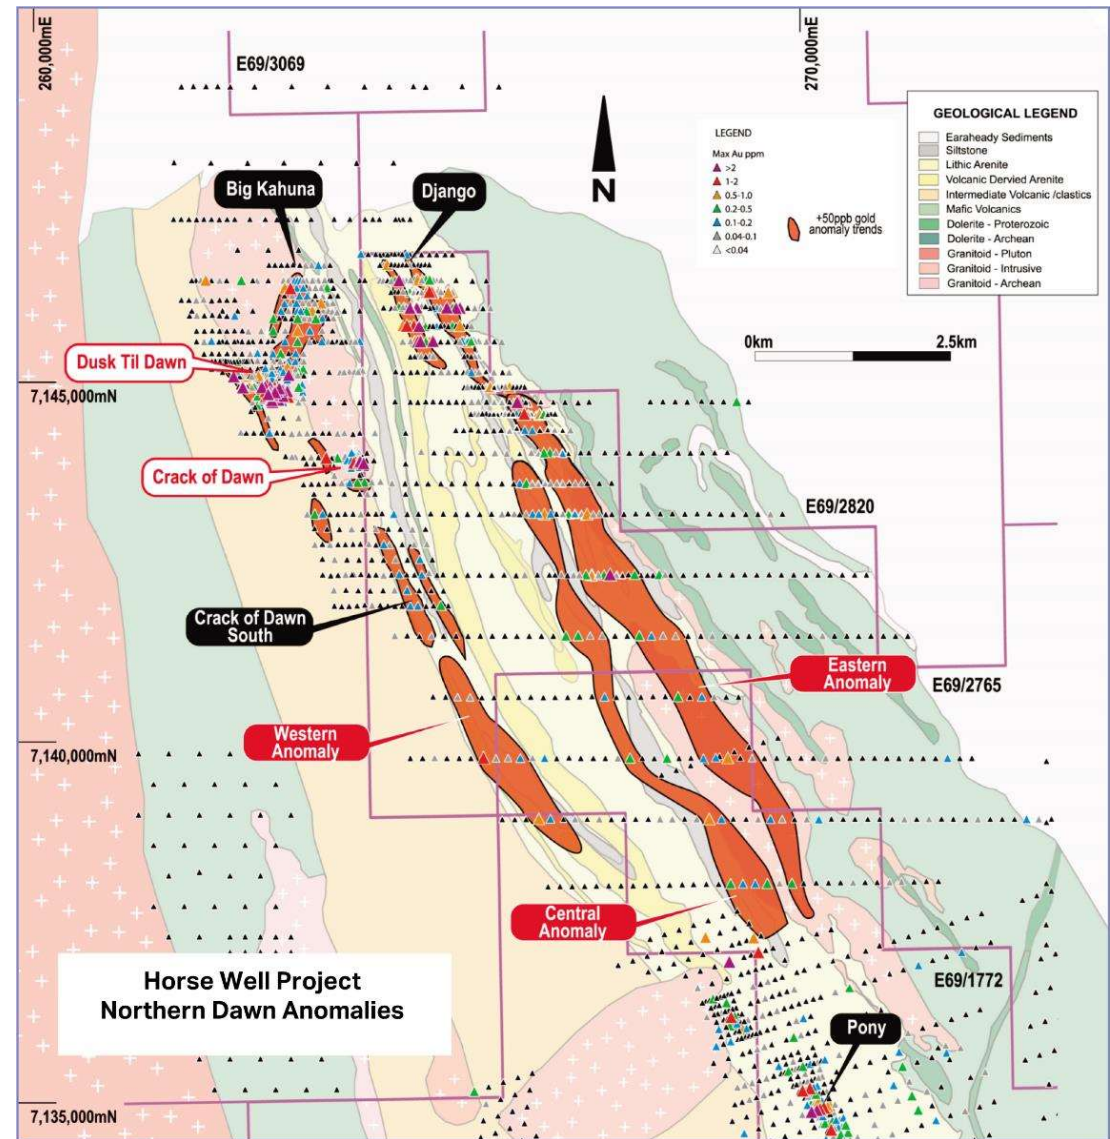 260,000mE
270,000mE
E69/3069
GEOLOGICAL LEGEND
Earaheady Sediments
Siltstone
Lithic Arenite
Volcanic Dervied Arenite
Intermediate Volcanic /clastics
Mafic Volcanics
Dolerite - Proterozoic
Dolerite - Archean
Granitoid - Pluton
Granitoid - Intrusive
Granitoid - Archean
LEGEND
Max Au ppm
>2
1-2
0.5-1.0
0.2-0.5
0.1-0.2
0.04-0.1
<0.04
+50ppb gold
anomaly trends
N
Big Kahuna
Django
0km
2.5km
Dusk Til Dawn
7,145,000mN
Crack of Dawn
E69/2820
Crack of Dawn
South
Eastern
Anomaly
E69/2765
Western
Anomaly
7,140,000mN
Central
Anomaly
E69/1772
Horse Well Project
Northern Dawn Anomalies
Pony
7,135,000mN